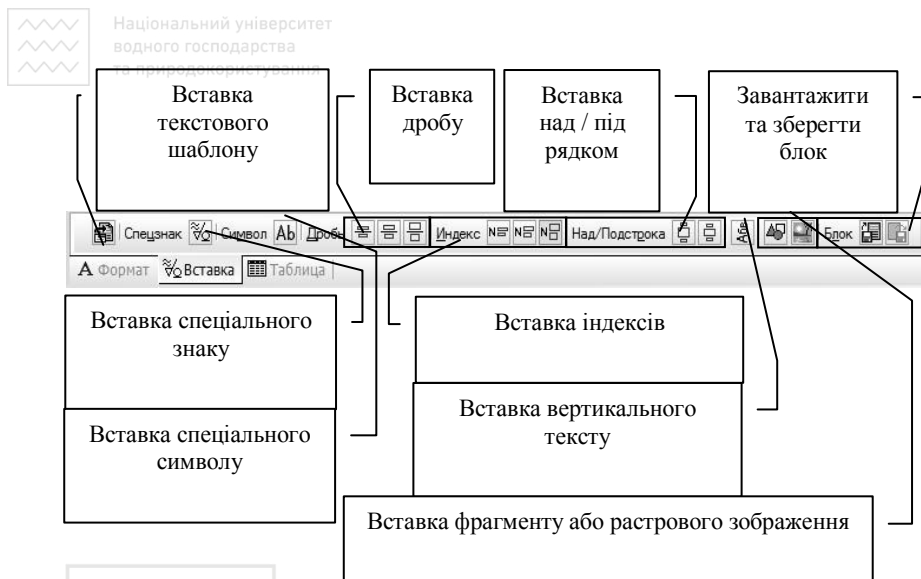 Національний університет
водного господарства
та природокористування
Вставка
текстового
шаблону
Вставка
дробу
Вставка
над / під
рядком
Завантажити
та зберегти
блок
Спецзнак Символ Ab Дробь Индекс N N N Над/Подстрока Абв Блок
А Формат Вставка Таблица
Вставка спеціального
знаку
Вставка індексів
Вставка вертикального
тексту
Вставка спеціального
символу
Вставка фрагменту або растрового зображення